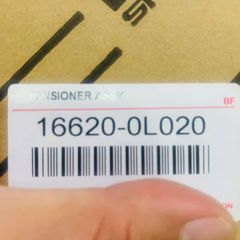 TENSIONER ASSY
BF
16620-0L020